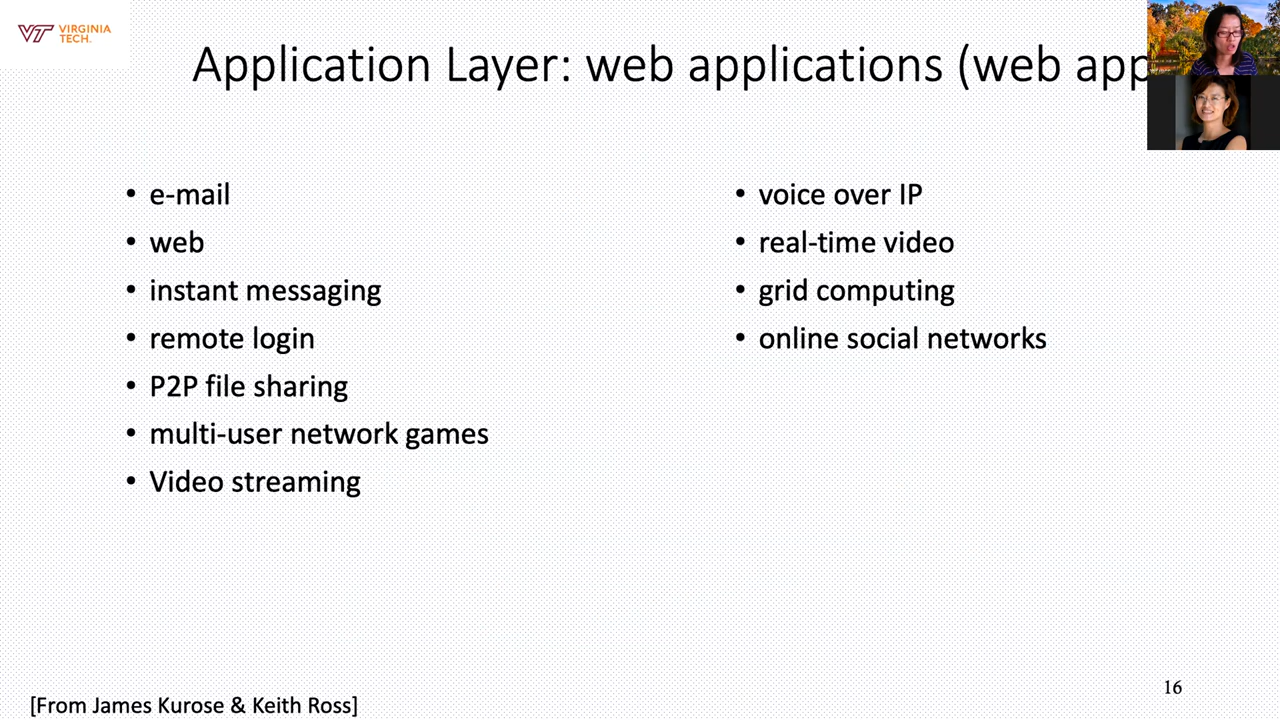 VT VIRGINIA
TECH.
Application Layer: web applications (web app
• e-mail
• web
• instant messaging
• remote login
• P2P file sharing
• multi-user network games
• Video streaming
• voice over IP
• real-time video
• grid computing
• online social networks
16
[From James Kurose & Keith Ross]